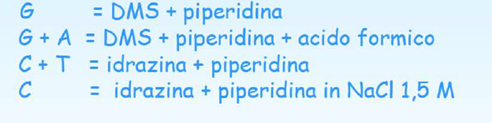 G = DMS + piperidina
G + A = DMS + piperidina + acido formico
C + T = idrazina + piperidina
C = idrazina + piperidina in NaCl 1,5 M